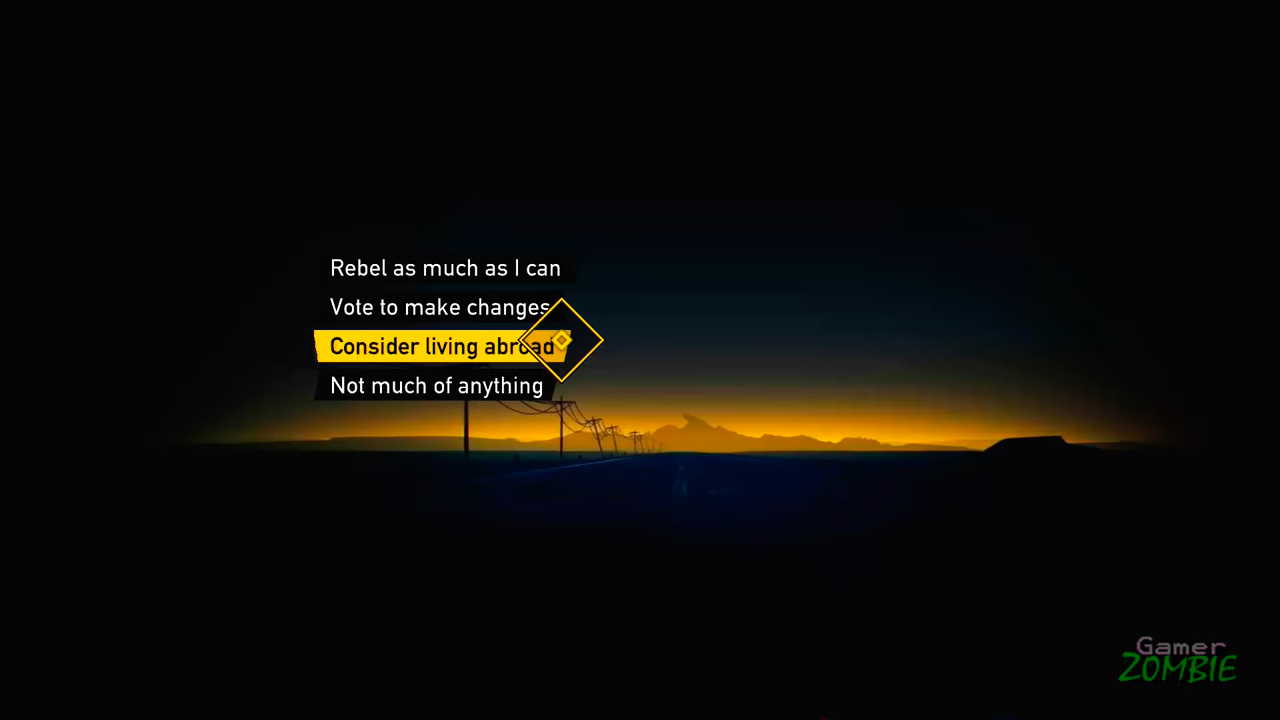 Rebel as much as I can
Vote to make changes
Consider living abroad
Not much of anything
Gamer
ZOMBIE